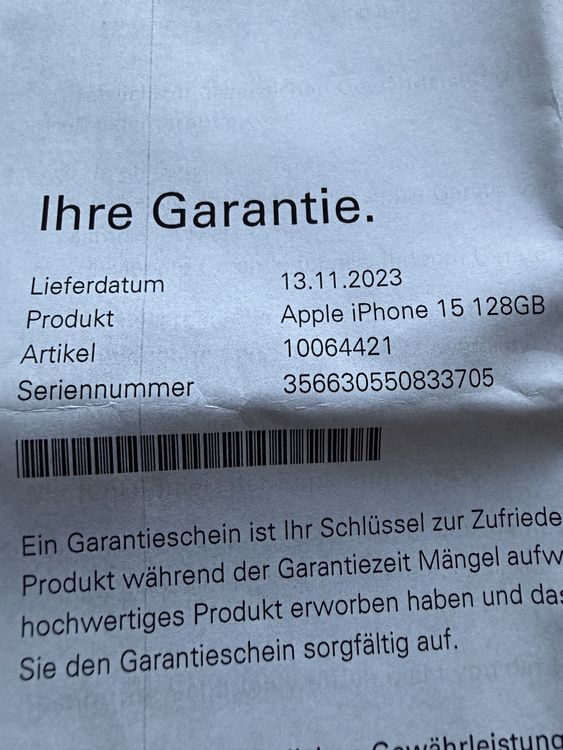 Ihre Garantie.
Lieferdatum 13.11.2023
Produkt Apple iPhone 15 128GB
Artikel 10064421
Seriennummer 356630550833705
Ein Garantieschein ist Ihr Schlüssel zur Zufriede
Produkt während der Garantiezeit Mängel aufw
hochwertiges Produkt erworben haben und das
Sie den Garantieschein sorgfältig auf.
Gewährleistung